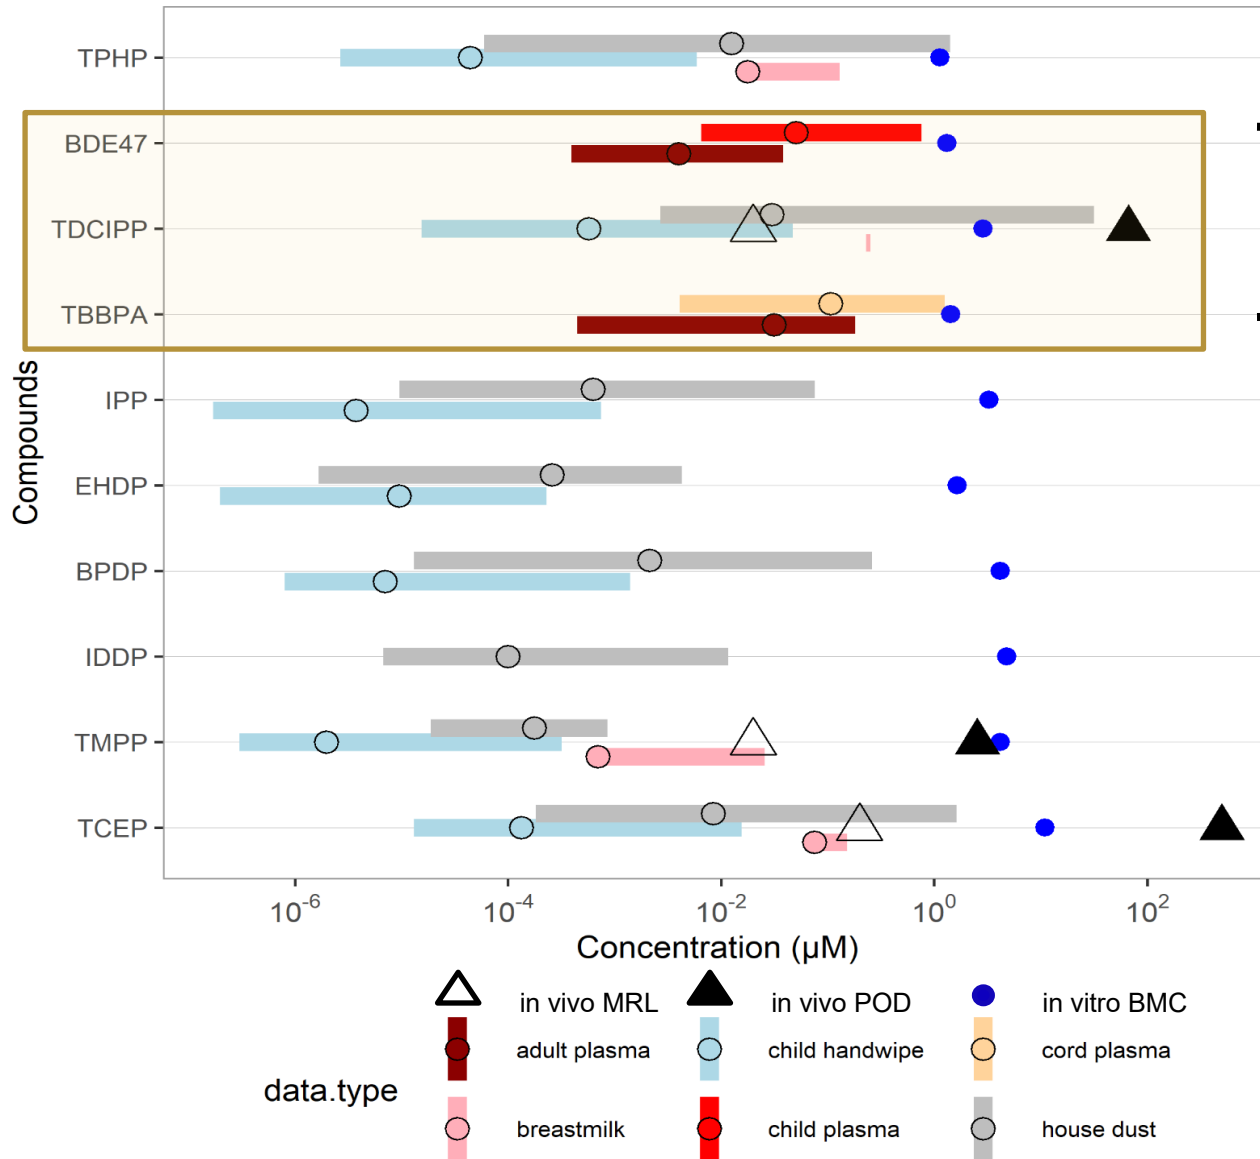 TPHP
BDE47
TDCIPP
TBBPA
IPP
EHDP
BPDP
IDDP
TMPP
TCEP
Compounds
10⁻⁶ 10⁻⁴ 10⁻² 10⁰ 10²
Concentration (µM)
in vivo MRL in vivo POD in vitro BMC
adult plasma child handwipe cord plasma
data.type
breastmilk child plasma house dust